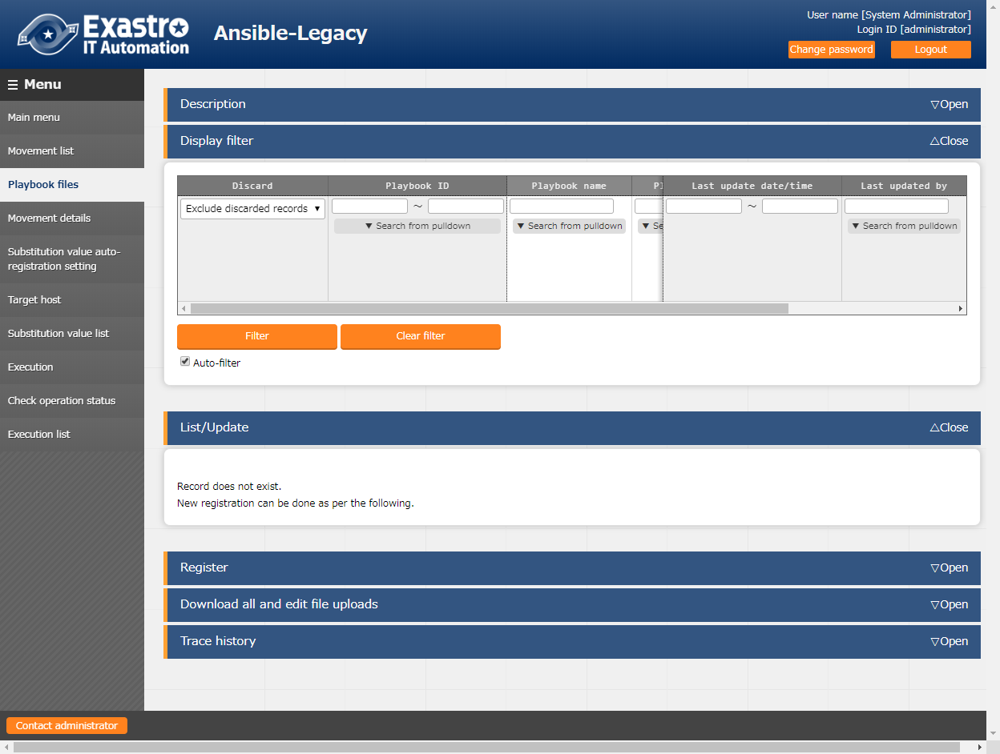 Exastro
IT Automation
Ansible-Legacy
User name [System Administrator]
Login ID [administrator]
Change password
Logout
☰ Menu
Main menu
Movement list
Playbook files
Movement details
Substitution value auto-
registration setting
Target host
Substitution value list
Execution
Check operation status
Execution list
Description
▽Open
Display filter
△Close
Discard
Playbook ID
Playbook name
Last update date/time
Last updated by
Exclude discarded records ▼
~
~
▼ Search from pulldown
▼ Search from pulldown
▼ Se
▼ Search from pulldown
Filter
Clear filter
Auto-filter
List/Update
△Close
Record does not exist.
New registration can be done as per the following.
Register
▽Open
Download all and edit file uploads
▽Open
Trace history
▽Open
Contact administrator